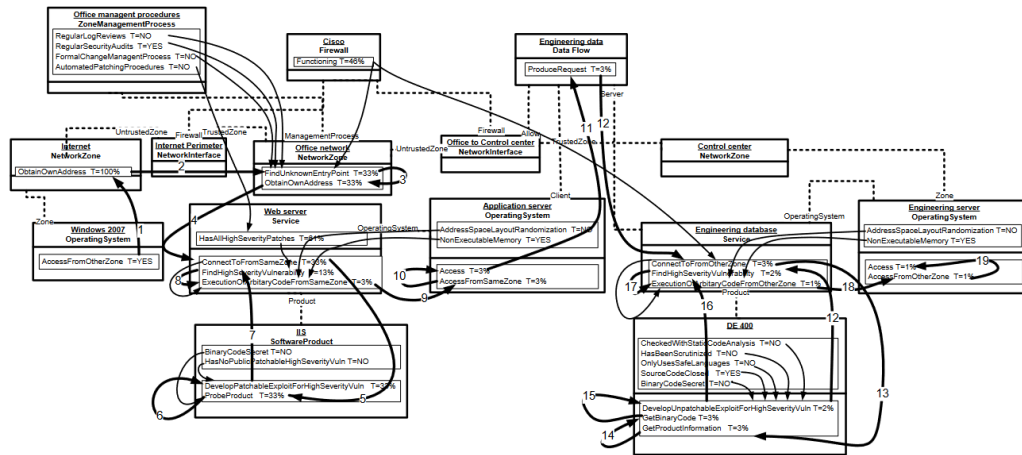 Office managent procedures
ZoneManagementProcess
RegularLogReviews T=NO
RegularSecurityAudits T=YES
FormalChangeManagentProcess T=NO
AutomatedPatchingProcedures T=NO
Cisco
Firewall
Functioning T=46%
Engineering data
Data Flow
ProduceRequest T=3%
Server
11
12
UntrustedZone
Firewall
TrustedZone
ManagementProcess
UntrustedZone
Firewall
Allow
TrustedZone
Internet
NetworkZone
ObtainOwnAddress T=100%
Internet Perimeter
NetworkInterface
2
Office network
NetworkZone
FindUnknownEntryPoint T=33%
ObtainOwnAddress T=33%
3
Office to Control center
NetworkInterface
Control center
NetworkZone
Zone
Client
Zone
Windows 2007
OperatingSystem
AccessFromOtherZone T=YES
1
4
Web server
Service
HasAllHighSeverityPatches T=81%
ConnectToFromSameZone T=33%
FindHighSeverityVulnerability T=13%
ExecutionOfArbitaryCodeFromSameZone T=3%
8
OperatingSystem
Application server
OperatingSystem
AddressSpaceLayoutRandomization T=NO
NonExecutableMemory T=YES
Access T=3%
AccessFromSameZone T=3%
10
9
OperatingSystem
Engineering database
Service
ConnectToFromOtherZone T=3%
FindHighSeverityVulnerability T=2%
ExecutionOfArbitaryCodeFromOtherZone T=1%
17
18
Engineering server
OperatingSystem
AddressSpaceLayoutRandomization T=NO
NonExecutableMemory T=YES
Access T=1%
AccessFromOtherZone T=1%
19
Product
7
IIS
SoftwareProduct
BinaryCodeSecret T=NO
HasNoPublicPatchableHighSeverityVuln T=NO
DevelopPatchableExploitForHighSeverityVuln T=33%
ProbeProduct T=33%
5
6
Product
16
12
13
DE 400
CheckedWithStaticCodeAnalysis T=NO
HasBeenScrutinized T=NO
OnlyUsesSafeLanguages T=NO
SourceCodeClosed T=YES
BinaryCodeSecret T=NO
DevelopUnpatchableExploitForHighSeverityVuln T=2%
GetBinaryCode T=3%
GetProductInformation T=3%
15
14